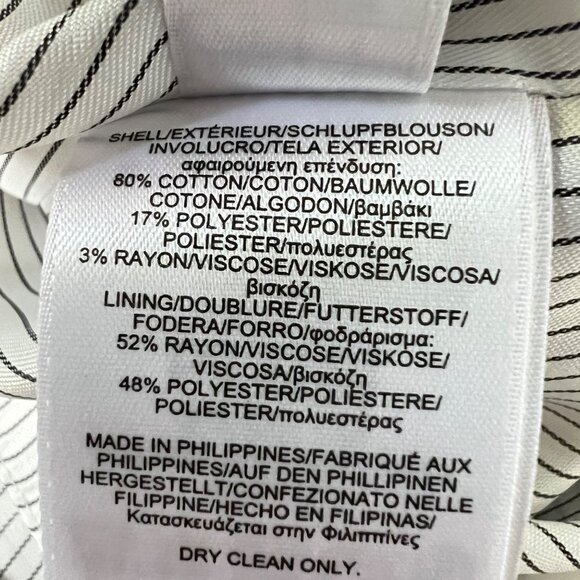 SHELL/EXTÉRIEUR/SCHLUPFBLOUSON/
INVOLUCRO/TELA EXTERIOR/
αφαιρούμενη επένδυση:
80% COTTON/COTON/BAUMWOLLE/
COTONE/ALGODON/βαμβάκι
17% POLYESTER/POLIESTERE/
POLIESTER/πολυεστέρας
3% RAYON/VISCOSE/VISKOSE/VISCOSA/
βισκόζη
LINING/DOUBLURE/FUTTERSTOFF/
FODERA/FORRO/φοδράρισμα:
52% RAYON/VISCOSE/VISKOSE/
VISCOSA/βισκόζη
48% POLYESTER/POLIESTERE/
POLIESTER/πολυεστέρας
MADE IN PHILIPPINES/FABRIQUÉ AUX
PHILIPPINES/AUF DEN PHILLIPINEN
HERGESTELLT/CONFEZIONATO NELLE
FILIPPINE/HECHO EN FILIPINAS/
Κατασκευάζεται στην Φιλιππίνες
DRY CLEAN ONLY.